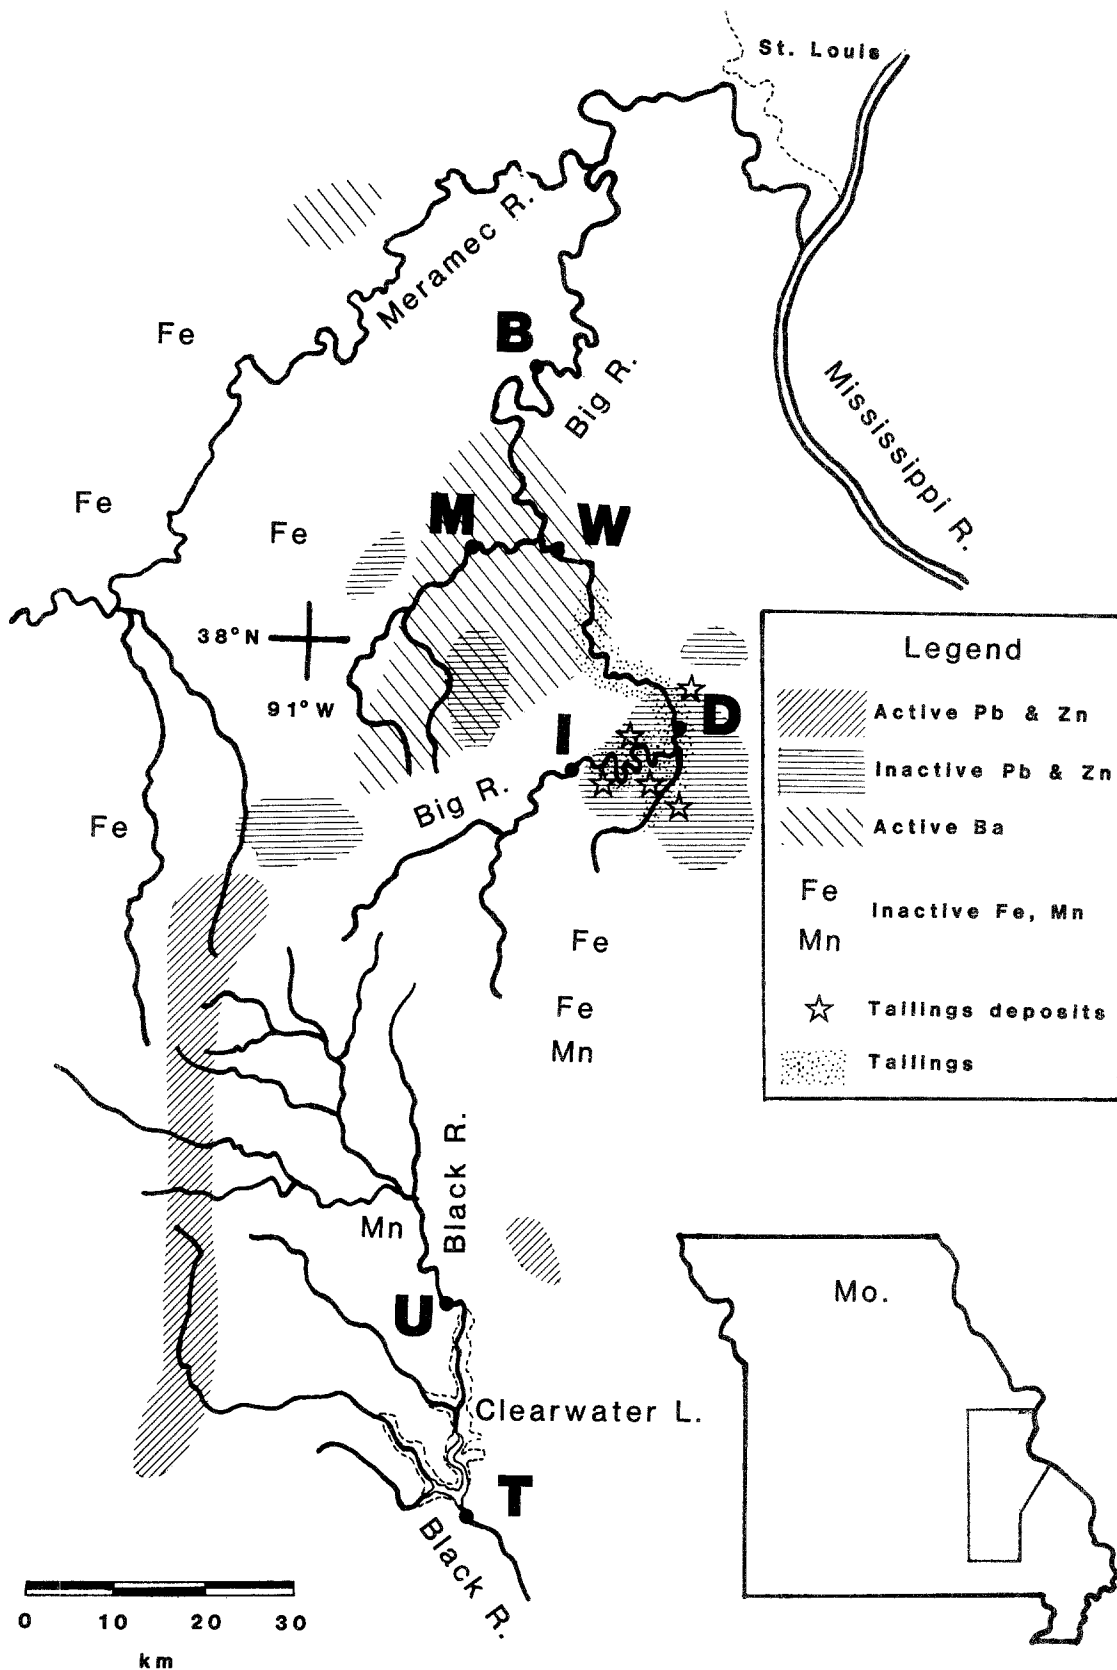 St. Louis
Meramec R.
Fe
B
Big R.
Mississippi R.
Fe
M
Fe
W
38°N
91°W
D
I
Big R.
Fe
Legend
Active Pb & Zn
Inactive Pb & Zn
Active Ba
Fe
Mn
Inactive Fe, Mn
Tailings deposits
Tailings
Fe
Fe
Mn
Black R.
Mn
U
Clearwater L.
T
Black R.
Mo.
0 10 20 30
km